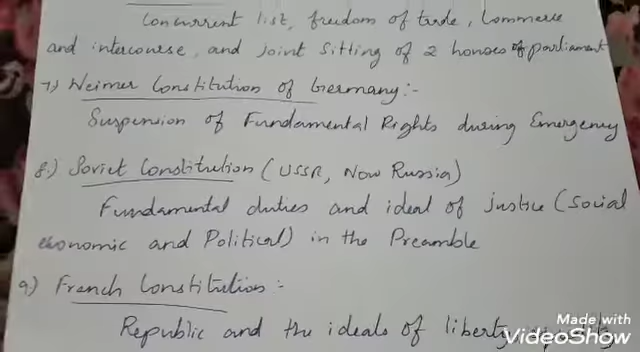 Concurrent list, freedom of trade, Commerce
and intercourse, and joint sitting of 2 houses of parliament
7) Weimer Constitution of Germany:-
Suspension of Fundamental Rights during Emergency
8) Soviet Constitution (USSR, Now Russia)
Fundamental duties and ideal of justice (Social
economic and Political) in the Preamble
9) French Constitution :-
Republic and the ideals of liberty,
Made with
VideoShow